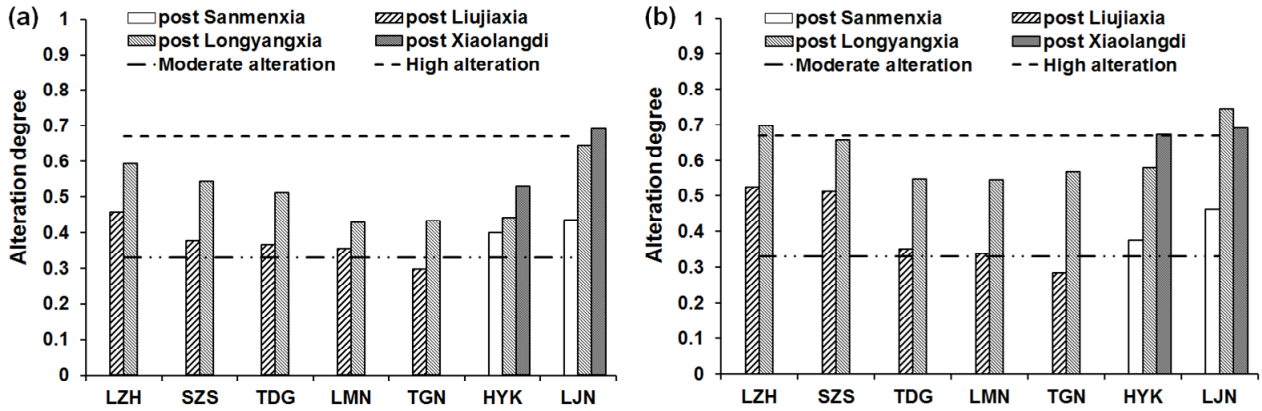 (a)
post Sanmenxia
post Liujiaxia
post Longyangxia
post Xiaolangdi
Moderate alteration
High alteration
Alteration degree
1
0.9
0.8
0.7
0.6
0.5
0.4
0.3
0.2
0.1
0
LZH SZS TDG LMN TGN HYK LJN
(b)
post Sanmenxia
post Liujiaxia
post Longyangxia
post Xiaolangdi
Moderate alteration
High alteration
Alteration degree
1
0.9
0.8
0.7
0.6
0.5
0.4
0.3
0.2
0.1
0
LZH SZS TDG LMN TGN HYK LJN